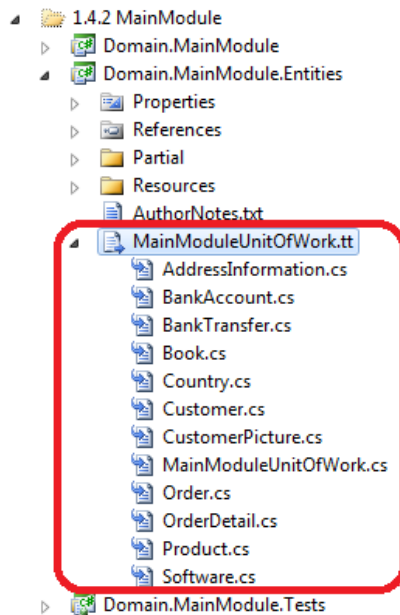 1.4.2 MainModule
Domain.MainModule
Domain.MainModule.Entities
Properties
References
Partial
Resources
AuthorNotes.txt
MainModuleUnitOfWork.tt
AddressInformation.cs
BankAccount.cs
BankTransfer.cs
Book.cs
Country.cs
Customer.cs
CustomerPicture.cs
MainModuleUnitOfWork.cs
Order.cs
OrderDetail.cs
Product.cs
Software.cs
Domain.MainModule.Tests